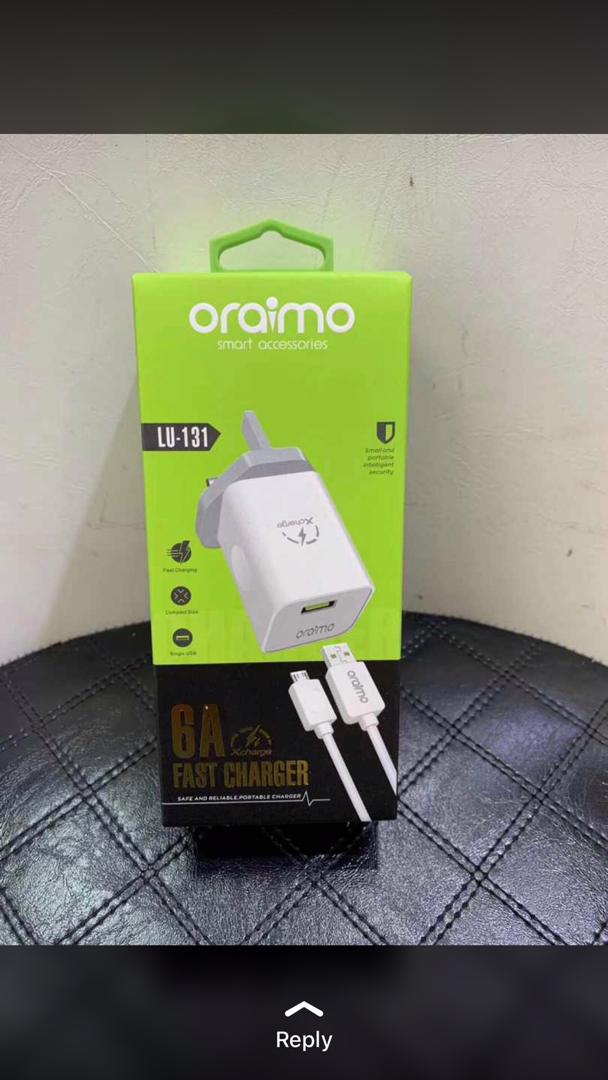 oraimo
smart accessories
LU-131
Small and
portable
intelligent
security
Xcharge
Fast Charging
Compact Size
Single USB
oraimo
oraimo
6A
Xcharge
FAST CHARGER
SAFE AND RELIABLE,PORTABLE CHARGER
Reply